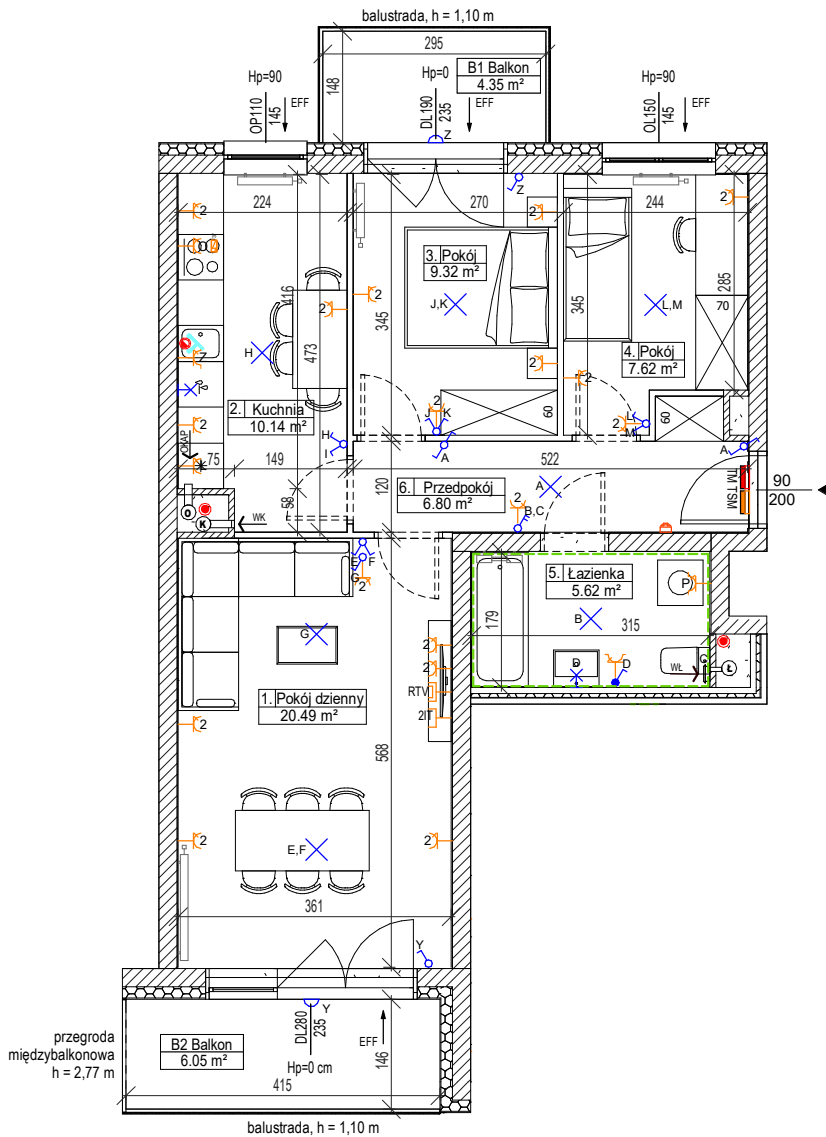 balustrada, h = 1,10 m
295
148
B1 Balkon
4.35 m²
Hp=90
OP110
145
EFF
Hp=0
DL190
235
EFF
Z
Hp=90
OL150
145
EFF
Z
2
224
270
2
244
2
3. Pokój
9.32 m²
J,K
416
473
2
2
345
345
285
70
L,M
H
Z
2
4. Pokój
7.62 m²
2
2. Kuchnia
10.14 m²
2
J
2
K
60
2
L
M
60
H
I
A
A
OKAP
75
149
522
120
58
6. Przedpokój
6.80 m²
A
B,C
TM
TSM
90
200
O
K
WK
E
F
G
2
5. Łazienka
5.62 m²
P
B
179
315
G
D
D
WŁ
Ł
2
2
RTV
2IT
1. Pokój dzienny
20.49 m²
2
568
2
E,F
2
361
Y
przegroda
międzybalkonowa
h = 2,77 m
B2 Balkon
6.05 m²
DL280
235
Y
Hp=0 cm
EFF
146
415
balustrada, h = 1,10 m